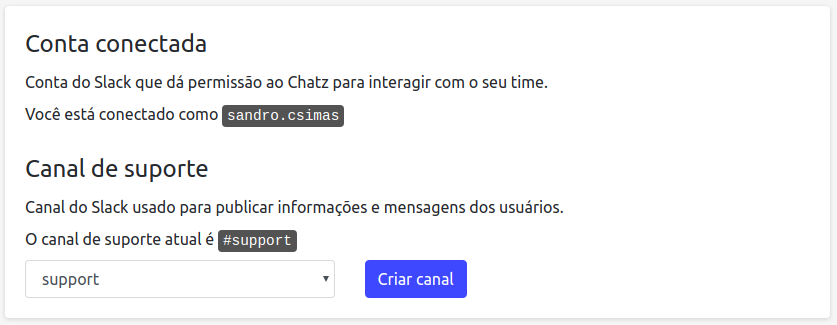 Conta conectada
Conta do Slack que dá permissão ao Chatz para interagir com o seu time.
Você está conectado como sandro.csimas
Canal de suporte
Canal do Slack usado para publicar informações e mensagens dos usuários.
O canal de suporte atual é #support
support
Criar canal